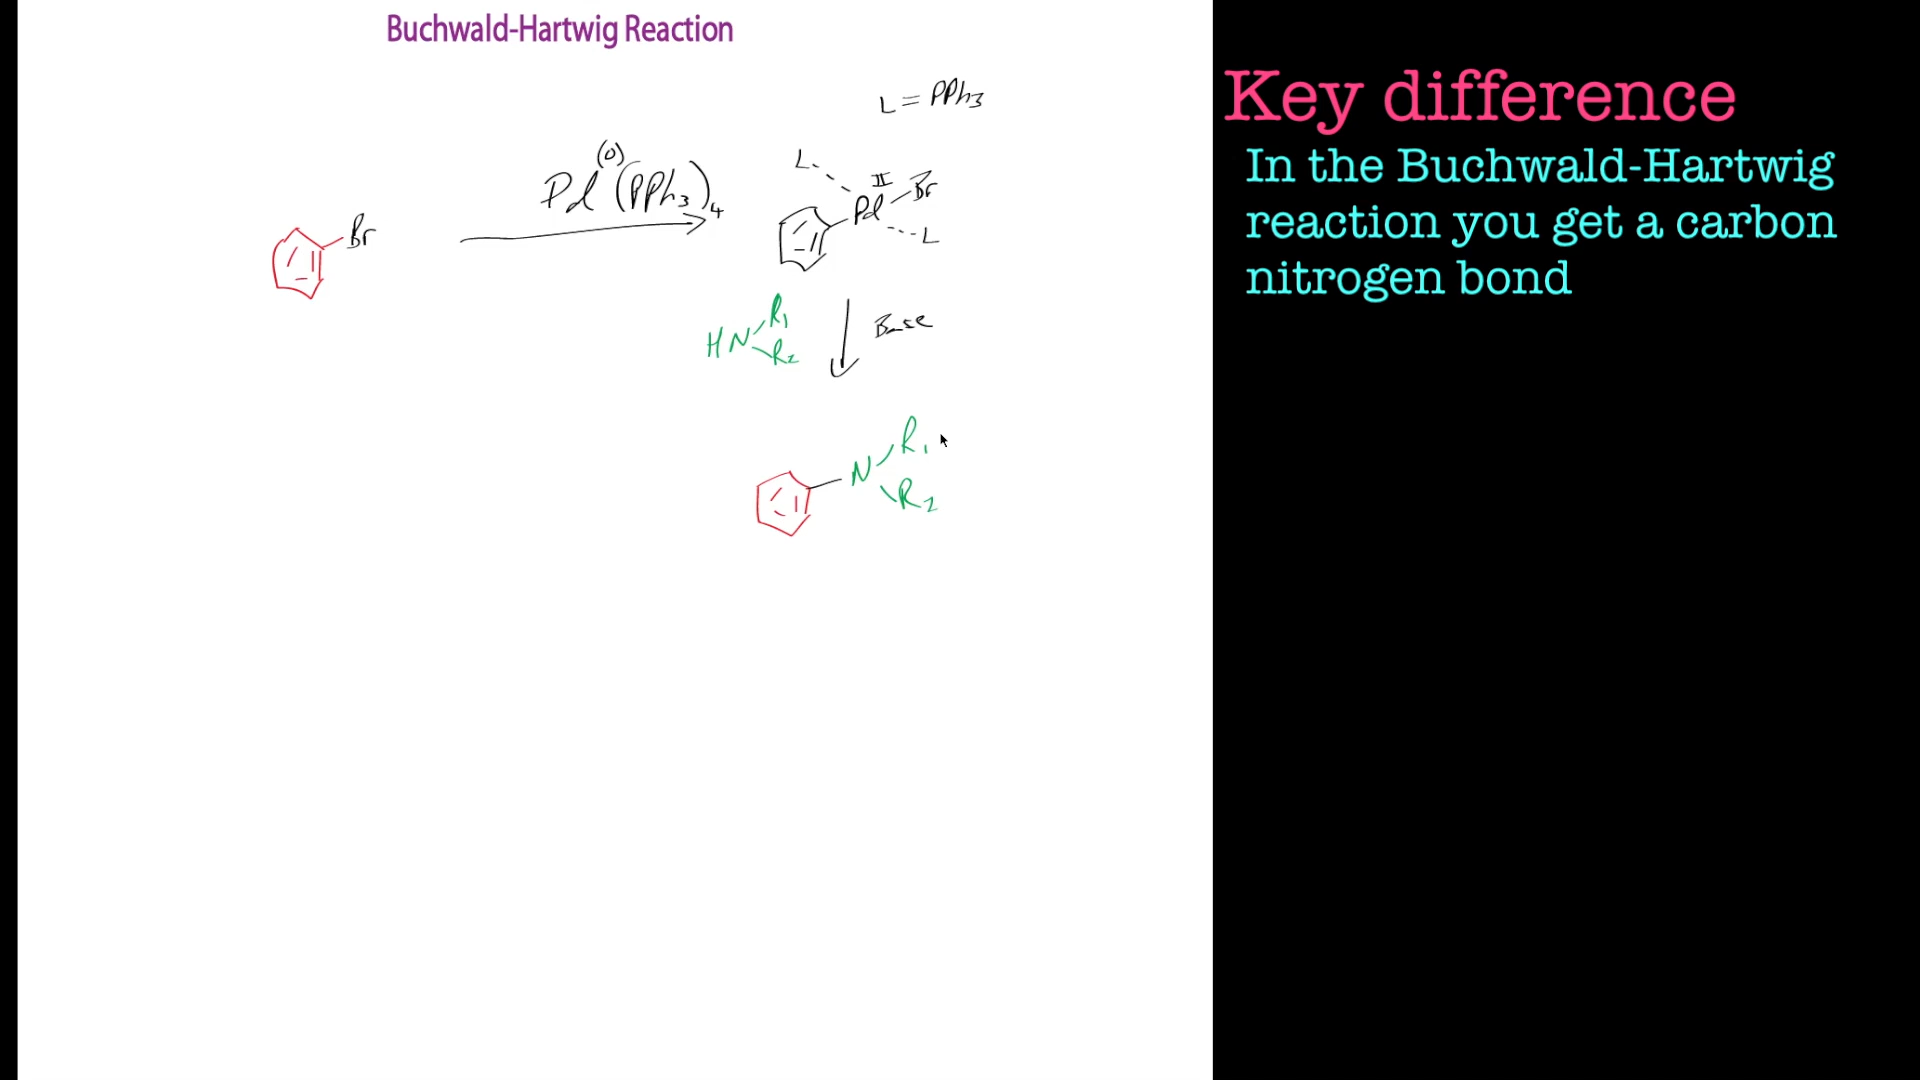 Buchwald-Hartwig Reaction
L = PPh3
Pd(0)(PPh3)4
Br
L
Pd II Br
L
HN R1 R2
Base
N R1 R2
Key difference
In the Buchwald-Hartwig
reaction you get a carbon
nitrogen bond